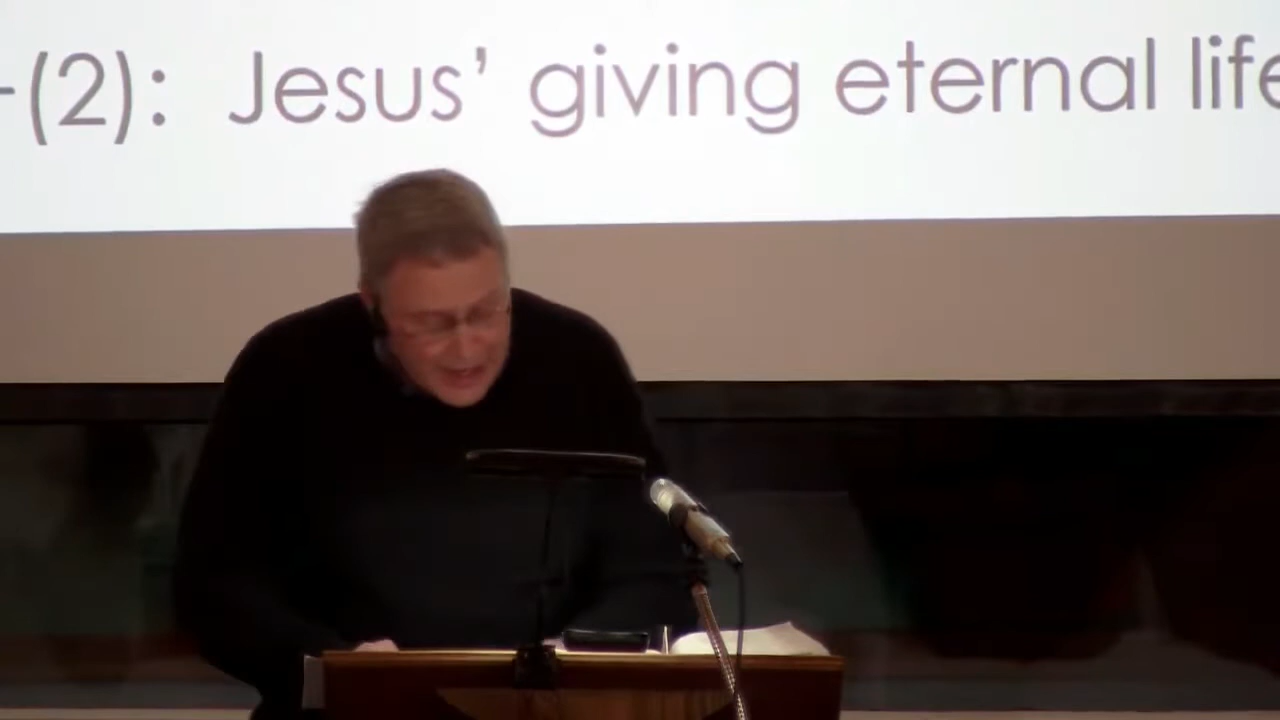 (2): Jesus’ giving eternal life